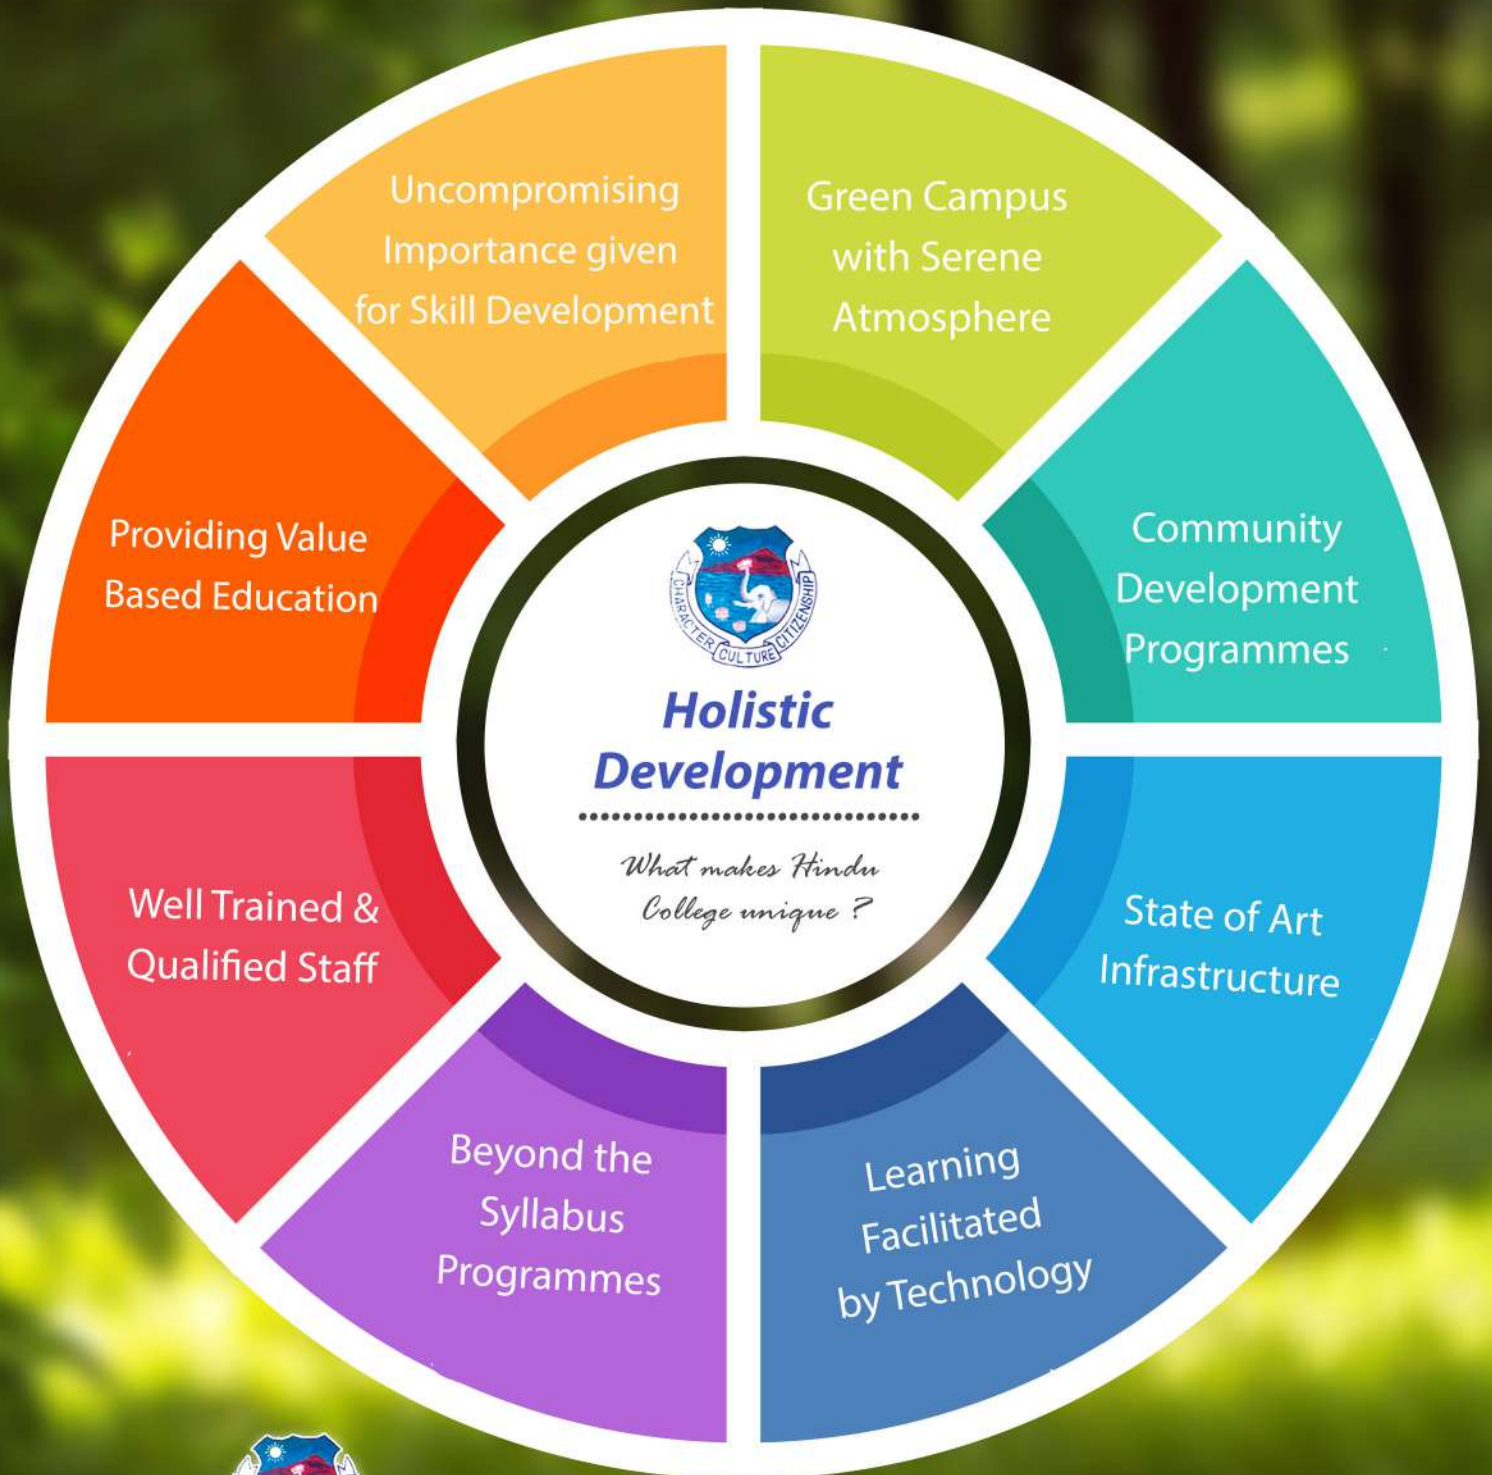 Uncompromising
Importance given
for Skill Development
Green Campus
with Serene
Atmosphere
Community
Development
Programmes
State of Art
Infrastructure
Learning
Facilitated
by Technology
Beyond the
Syllabus
Programmes
Well Trained &
Qualified Staff
Providing Value
Based Education
CHARACTER CULTURE CITIZENSHIP
Holistic
Development
What makes Hindu
College unique ?